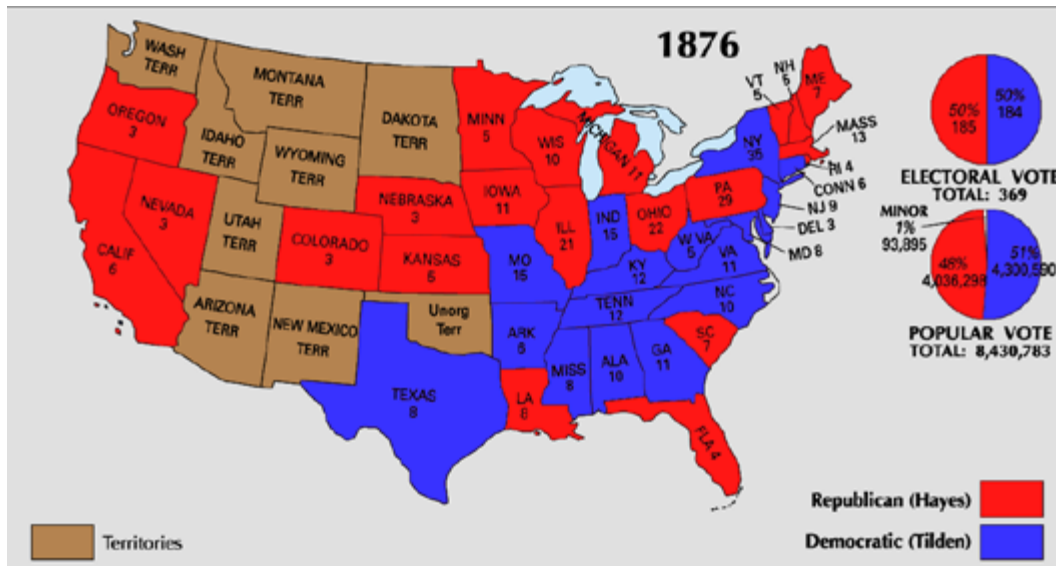 1876
WASH
TERR
MONTANA
TERR
DAKOTA
TERR
MINN
5
VT
5
NH
5
ME
7
50%
185
50%
184
OREGON
3
IDAHO
TERR
WYOMING
TERR
WIS
10
MICHIGAN 11
NY
35
MASS
13
RI 4
CONN 6
ELECTORAL VOTE
TOTAL: 369
NEVADA
3
NEBRASKA
3
IOWA
11
PA
29
NJ 9
DEL 3
MD 8
MINOR
1%
93,895
CALIF
6
UTAH
TERR
COLORADO
3
KANSAS
5
ILL
21
IND
15
OHIO
22
W VA
5
VA
11
48%
4,036,298
51%
4,300,590
MO
15
KY
12
ARIZONA
TERR
NEW MEXICO
TERR
Unorg
Terr
TENN
12
NC
10
POPULAR VOTE
TOTAL: 8,430,783
ARK
6
SC
7
TEXAS
8
MISS
8
ALA
10
GA
11
LA
8
FLA 4
Republican (Hayes)
Democratic (Tilden)
Territories